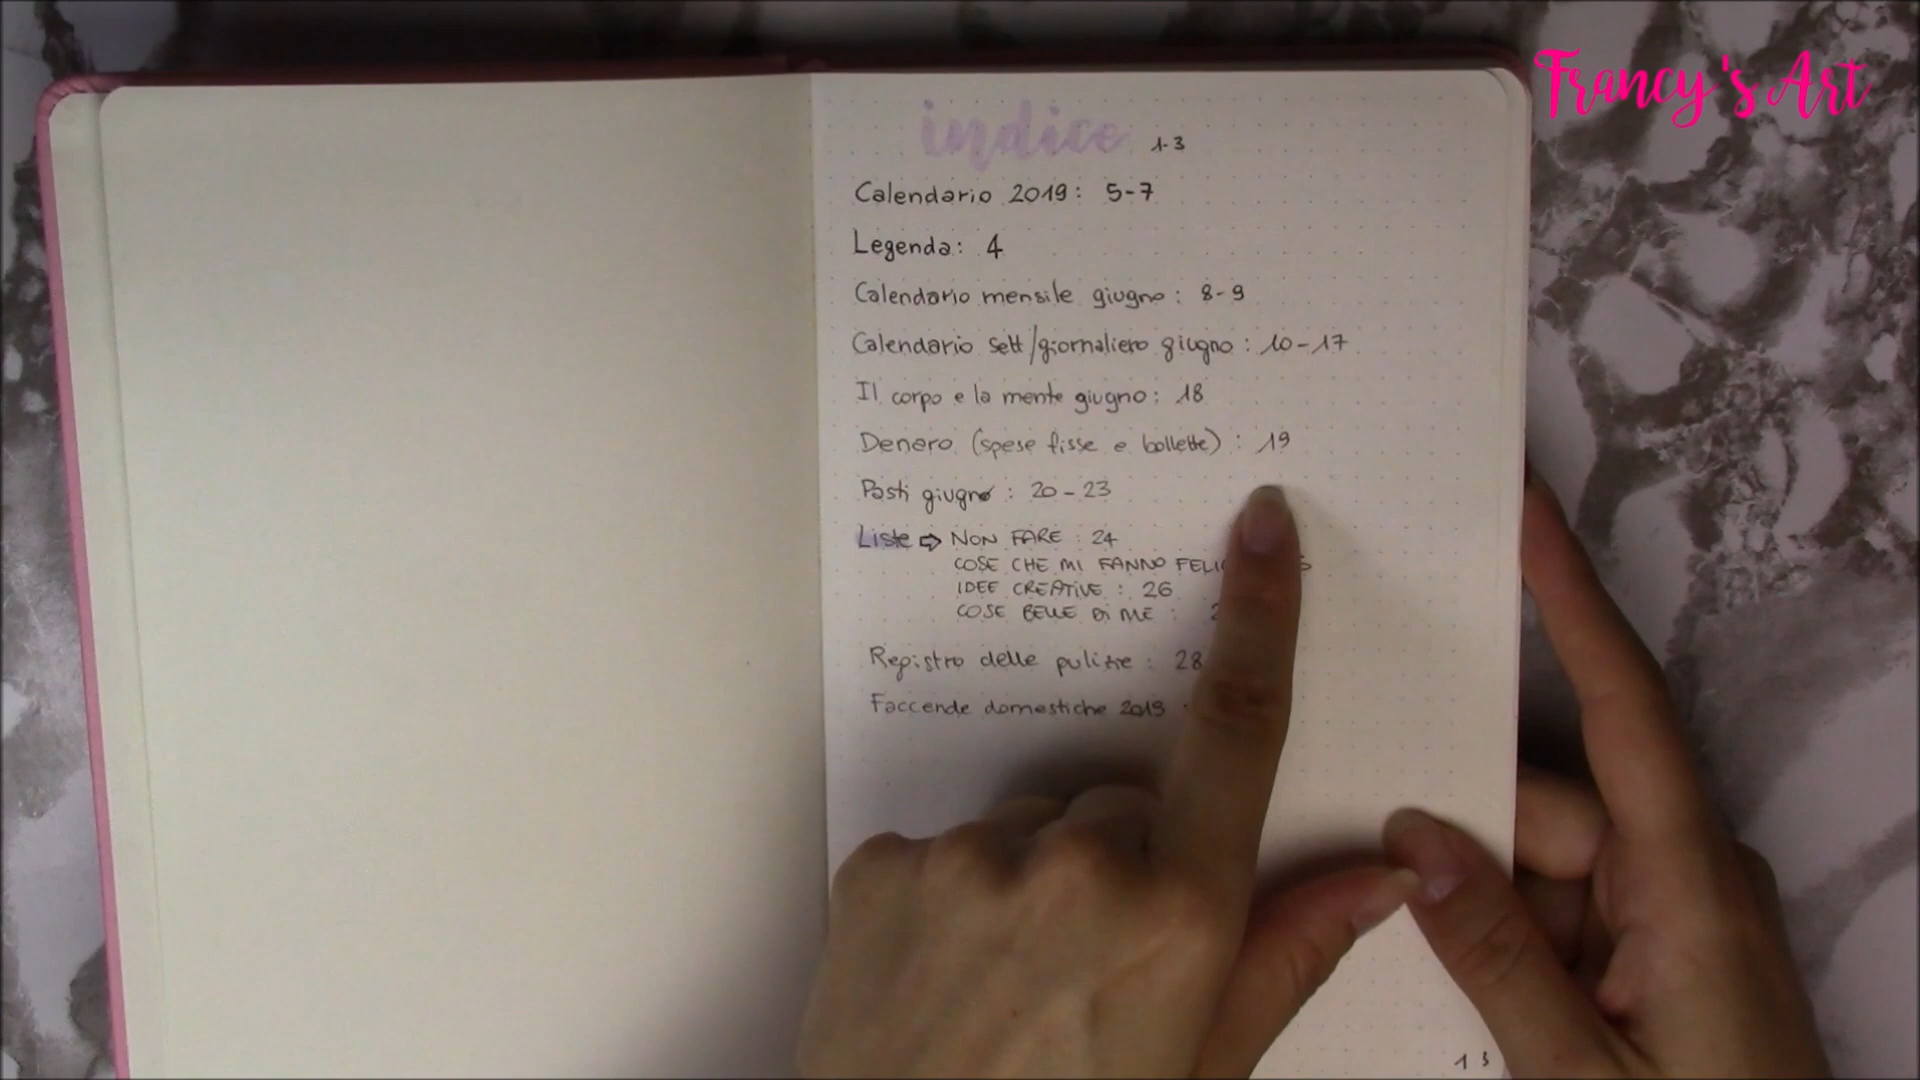 Francy's Art
indice 1-3
Calendario 2019: 5-7
Legenda: 4
Calendario mensile giugno: 8-9
Calendario sett/giornaliero giugno: 10-17
Il corpo e la mente giugno: 18
Denaro (spese fisse e bollette): 19
Pasti giugno: 20-23
Liste ⇨ NON FARE: 24
COSE CHE MI FANNO
IDEE CREATIVE: 26
COSE BELLE DI ME:
Registro delle pulizie: 28
Faccende domestiche 2019
1 3